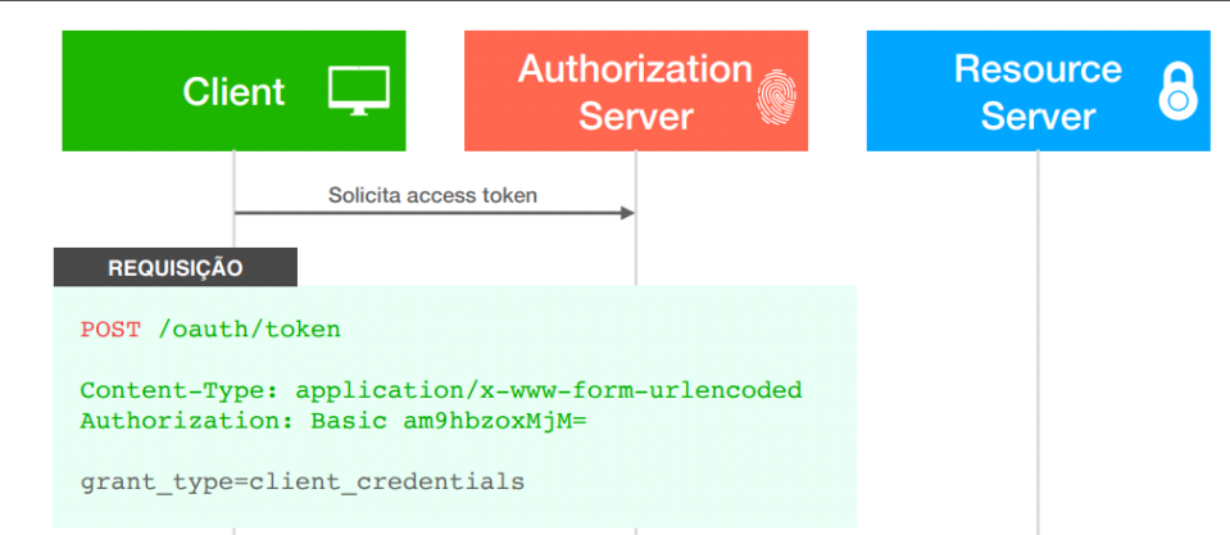 Client
Authorization
Server
Resource
Server
Solicita access token
REQUISIÇÃO
POST /oauth/token
Content-Type: application/x-www-form-urlencoded
Authorization: Basic am9hbzoxMjM=
grant_type=client_credentials